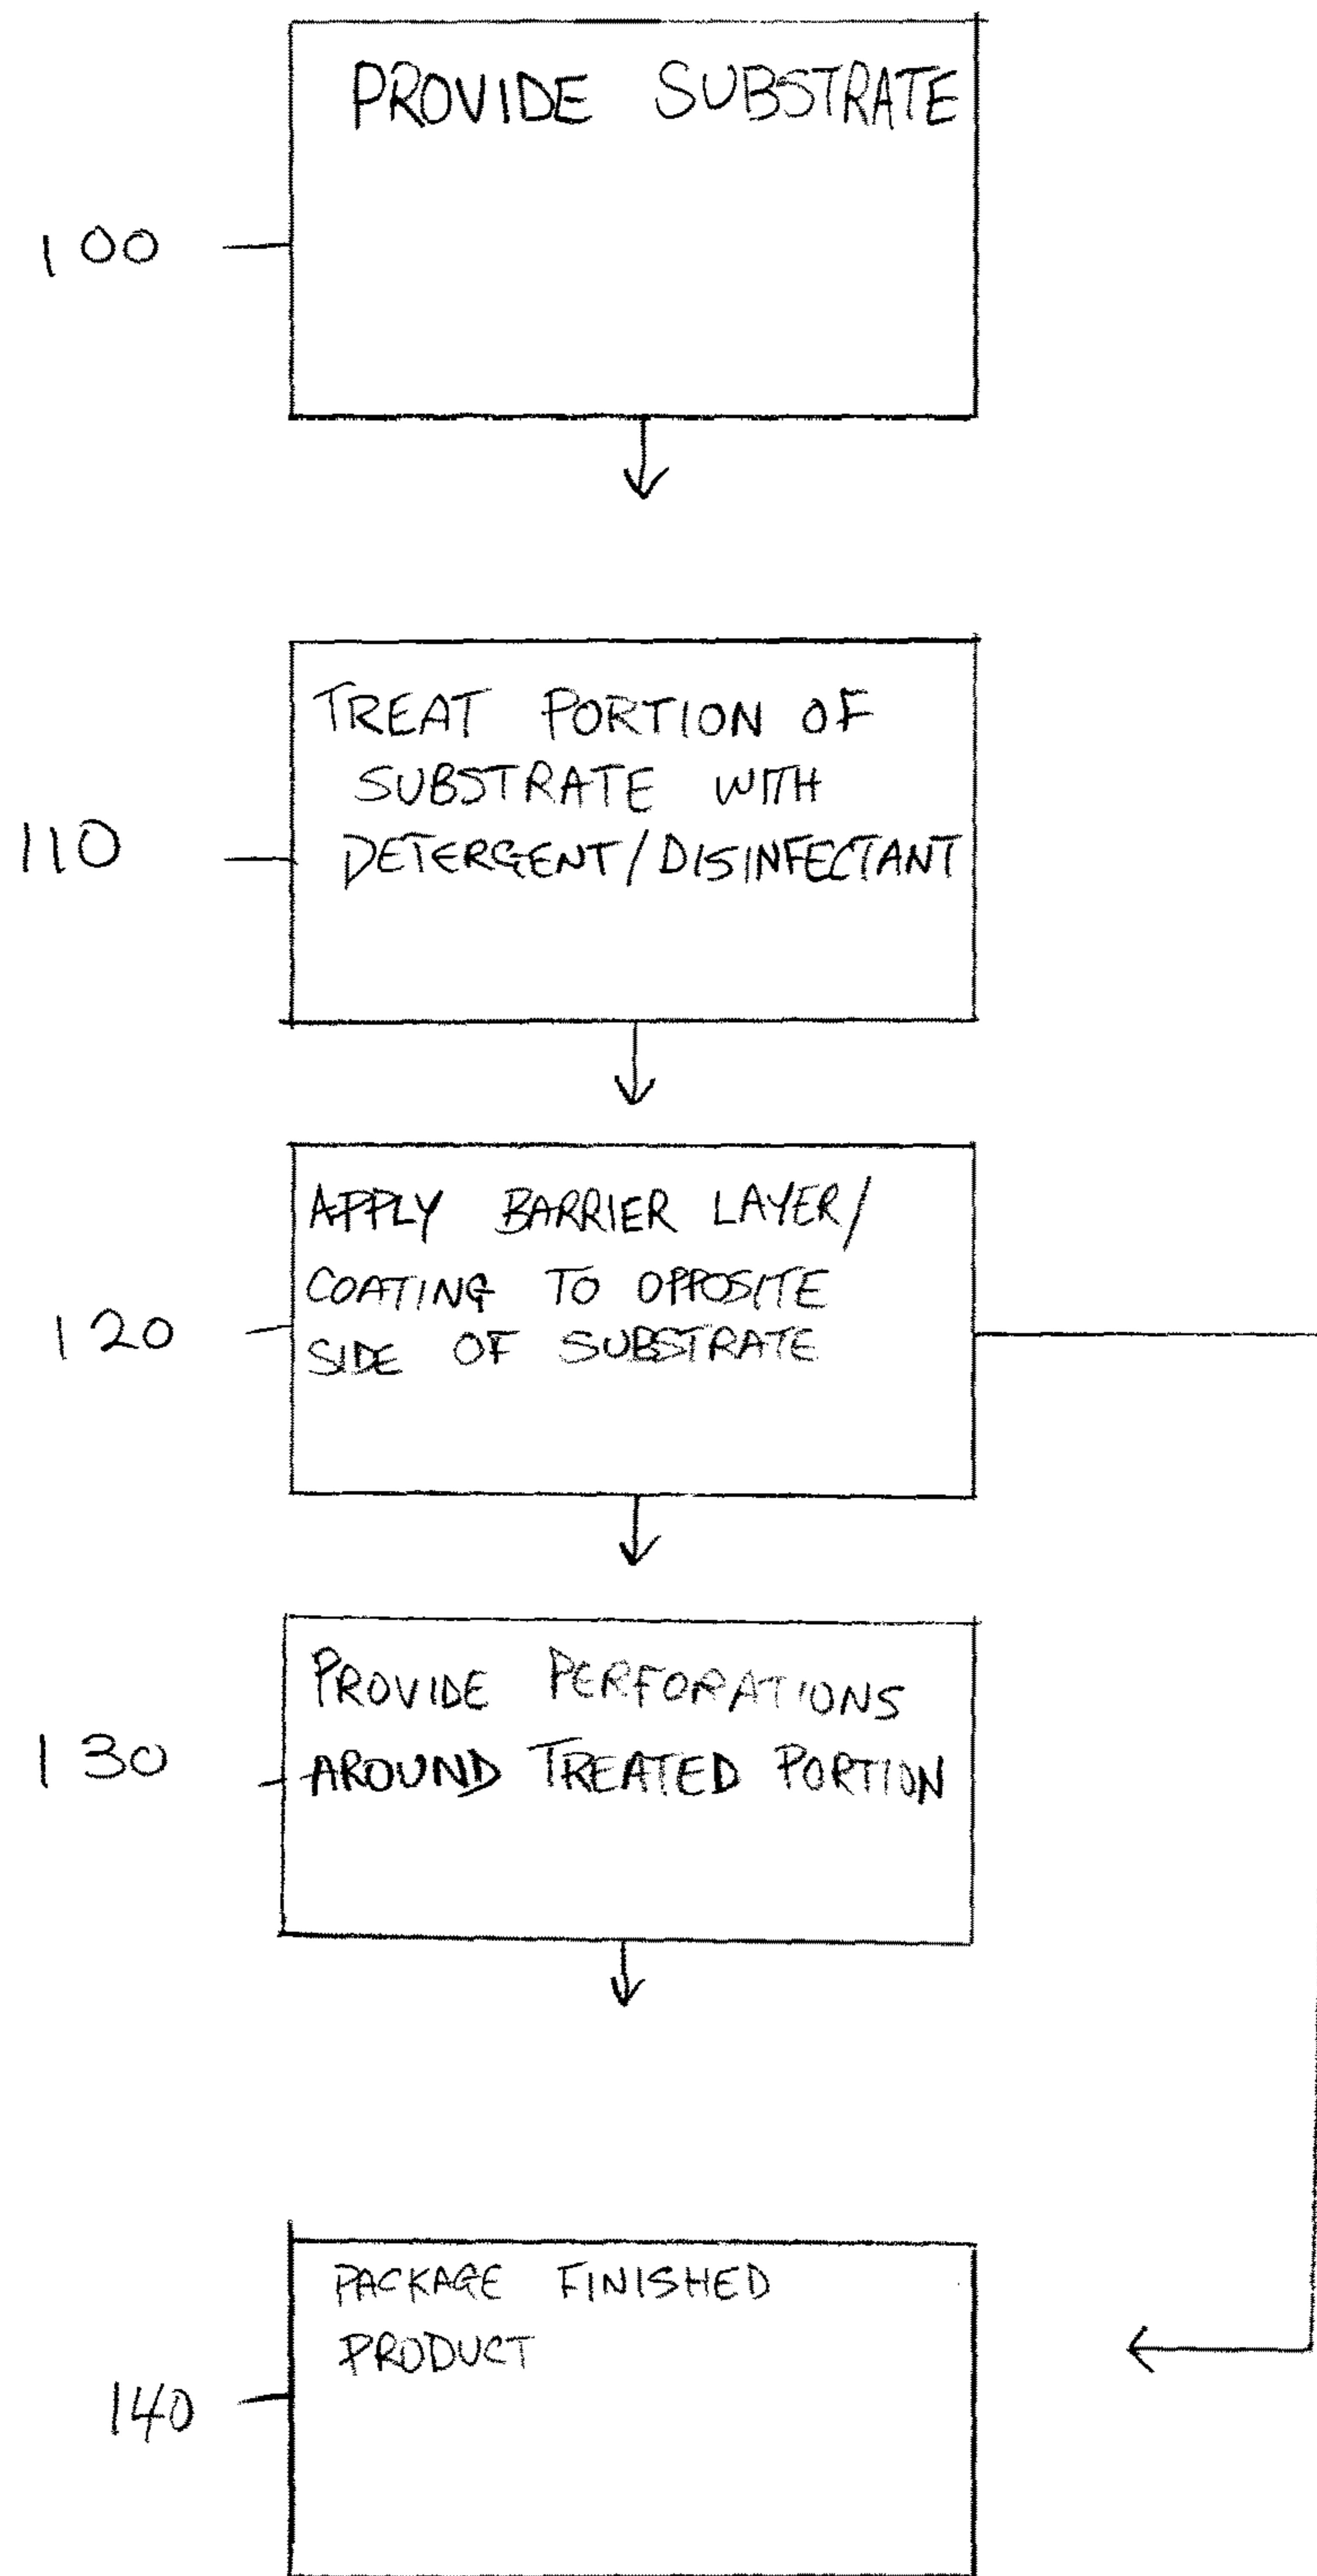 PROVIDE SUBSTRATE
100
TREAT PORTION OF
SUBSTRATE WITH
DETERGENT/DISINFECTANT
110
APPLY BARRIER LAYER/
COATING TO OPPOSITE
SIDE OF SUBSTRATE
120
PROVIDE PERFORATIONS
AROUND TREATED PORTION
130
PACKAGE FINISHED
PRODUCT
140